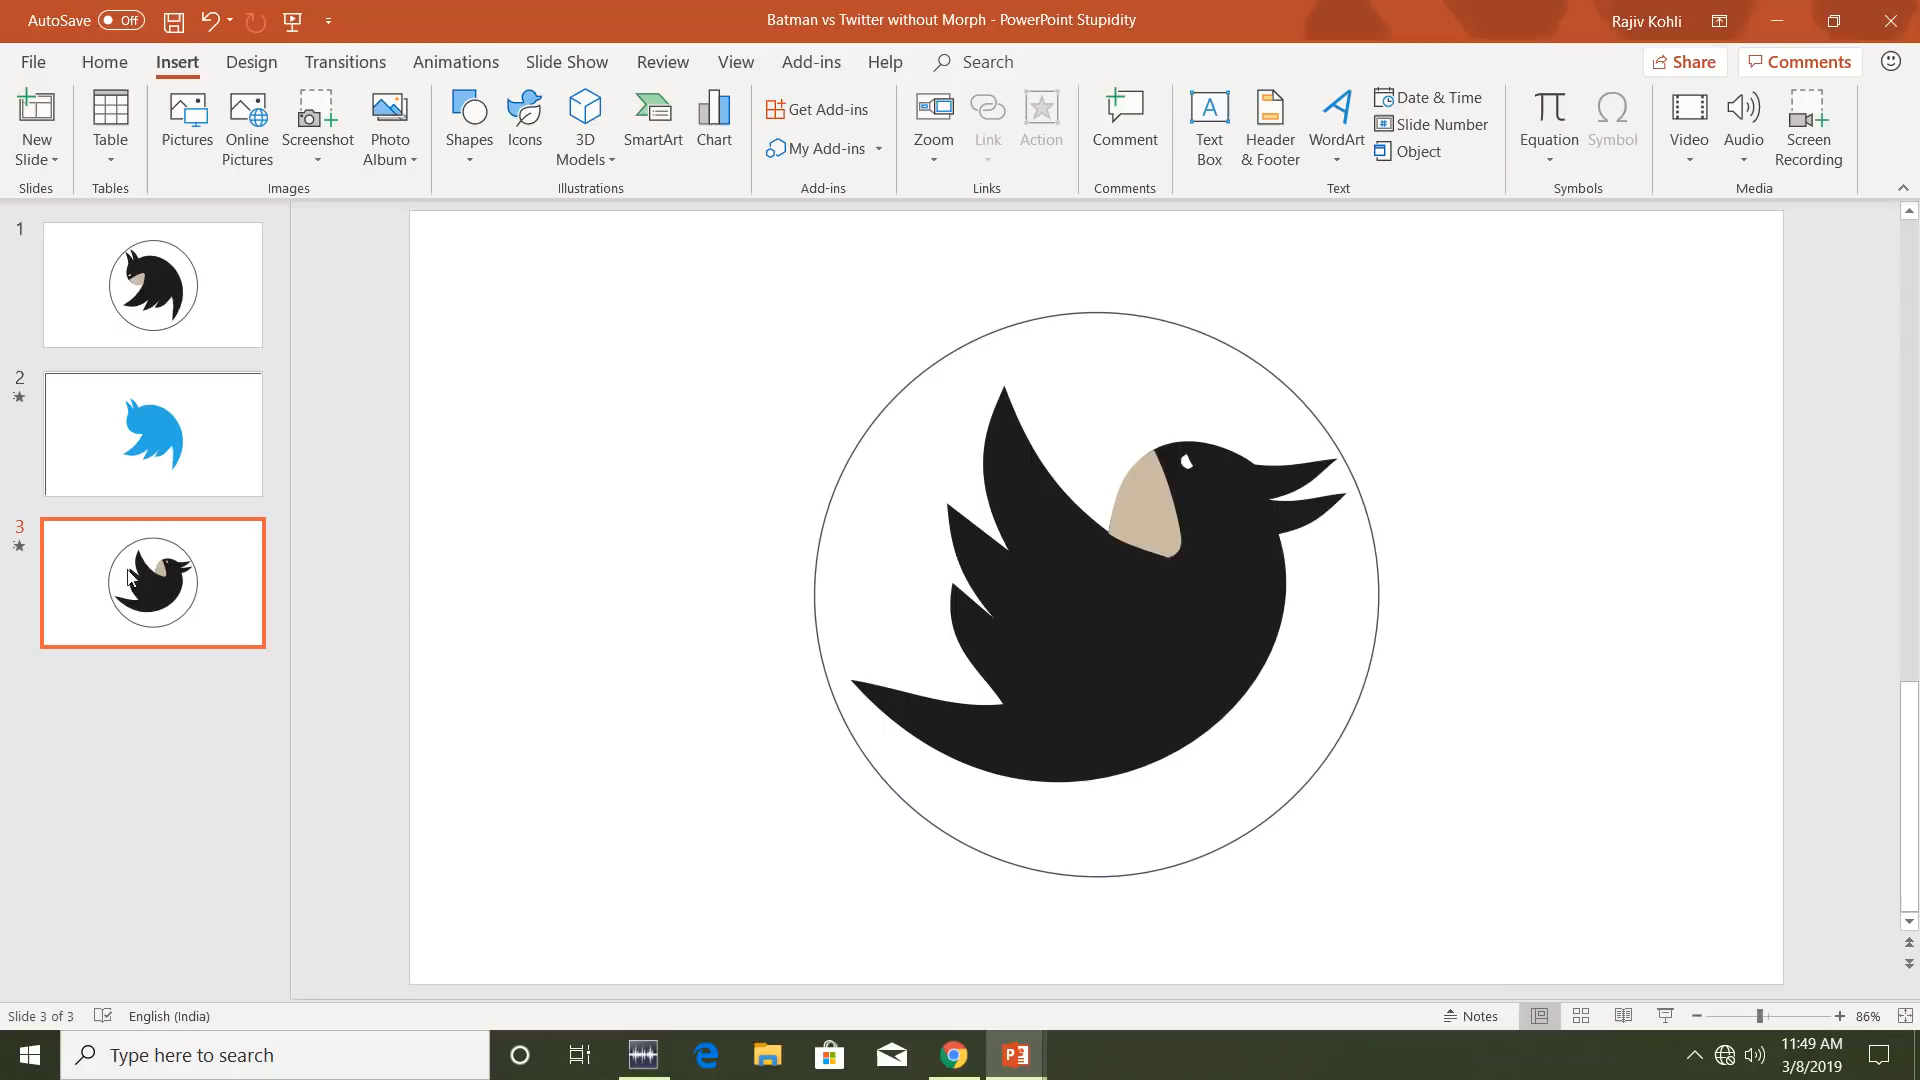 AutoSave Off
Batman vs Twitter without Morph - PowerPoint Stupidity
Rajiv Kohli
File Home Insert Design Transitions Animations Slide Show Review View Add-ins Help Search
Share Comments
New Slide
Table
Pictures
Online Pictures
Screenshot
Photo Album
Shapes
Icons
3D Models
SmartArt
Chart
Get Add-ins
My Add-ins
Zoom
Link
Action
Comment
Text Box
Header & Footer
WordArt
Date & Time
Slide Number
Object
Equation
Symbol
Video
Audio
Screen Recording
Slides Tables Images Illustrations Add-ins Links Comments Text Symbols Media
1
2
3
Slide 3 of 3 English (India) Notes 86%
Type here to search
11:49 AM
3/8/2019